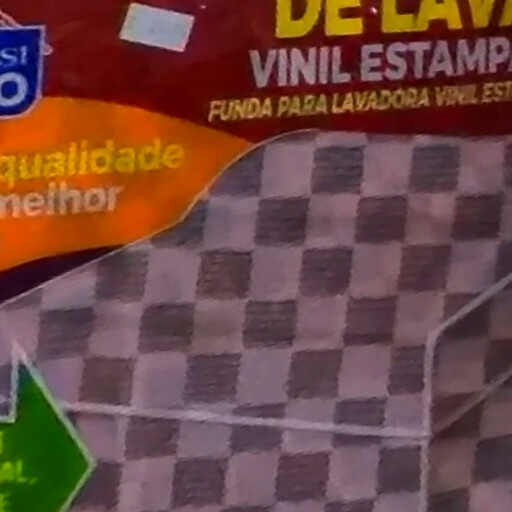 DE LAVA
VINIL ESTAMPA
FUNDA PARA LAVADORA VINIL EST
qualidade
melhor